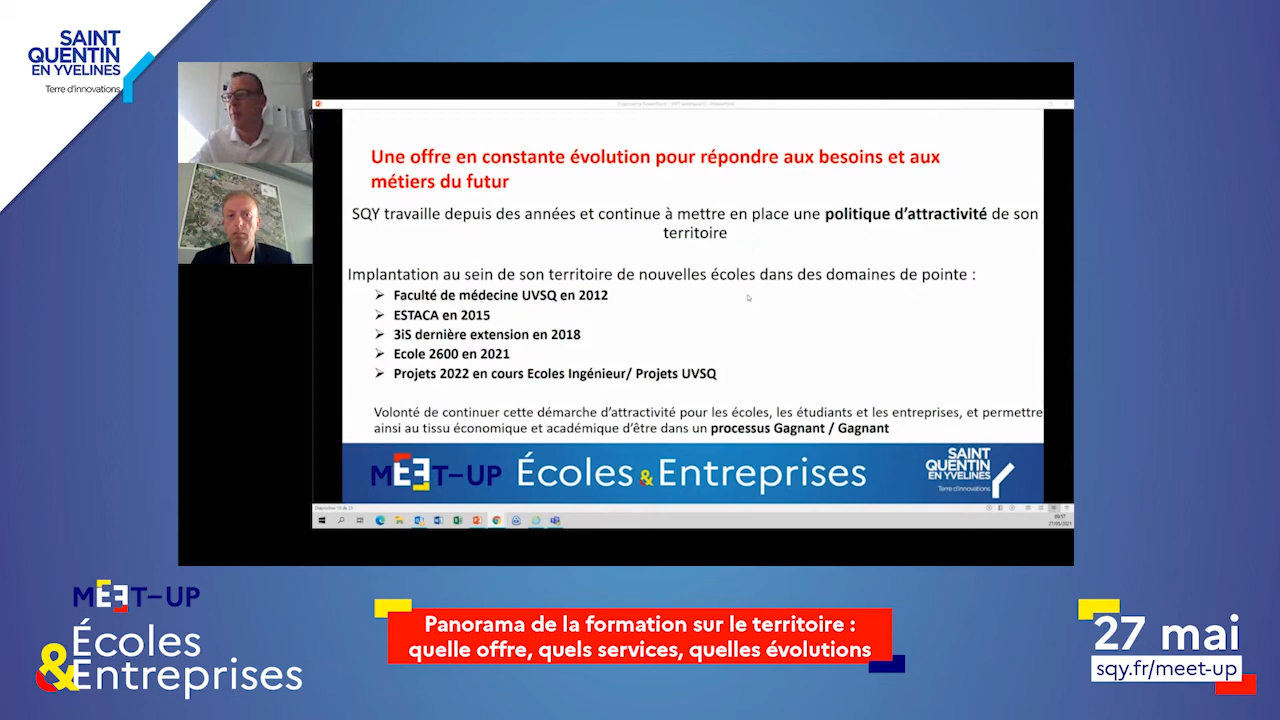 SAINT
QUENTIN
EN YVELINES
Terre d'innovations
Une offre en constante évolution pour répondre aux besoins et aux
métiers du futur
SQY travaille depuis des années et continue à mettre en place une politique d'attractivité de son
territoire
Implantation au sein de son territoire de nouvelles écoles dans des domaines de pointe :
➢ Faculté de médecine UVSQ en 2012
➢ ESTACA en 2015
➢ 3iS dernière extension en 2018
➢ Ecole 2600 en 2021
➢ Projets 2022 en cours Ecoles Ingénieur/ Projets UVSQ
Volonté de continuer cette démarche d'attractivité pour les écoles, les étudiants et les entreprises, et permettre
ainsi au tissu économique et académique d'être dans un processus Gagnant / Gagnant
MEET-UP Écoles & Entreprises
SAINT
QUENTIN
EN YVELINES
Terre d'innovations
09:57
27/05/2021
MEET-UP
Écoles
&Entreprises
Panorama de la formation sur le territoire :
quelle offre, quels services, quelles évolutions
27 mai
sqy.fr/meet-up